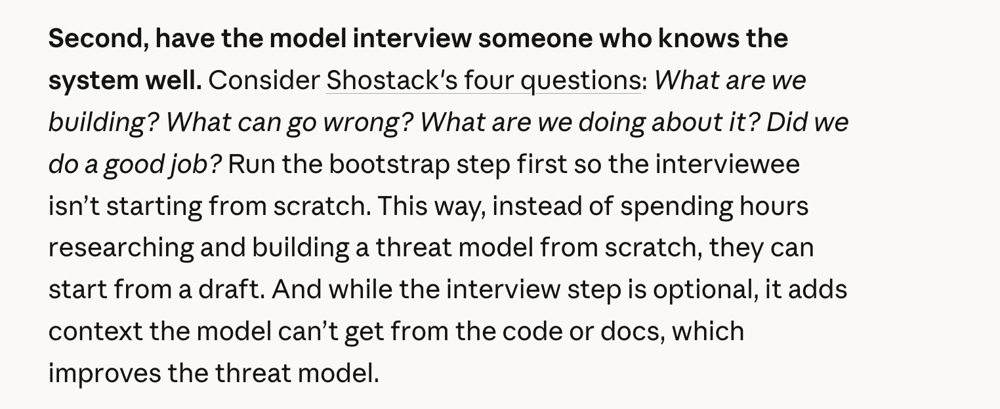 Second, have the model interview someone who knows the
system well. Consider Shostack's four questions: What are we
building? What can go wrong? What are we doing about it? Did we
do a good job? Run the bootstrap step first so the interviewee
isn’t starting from scratch. This way, instead of spending hours
researching and building a threat model from scratch, they can
start from a draft. And while the interview step is optional, it adds
context the model can’t get from the code or docs, which
improves the threat model.